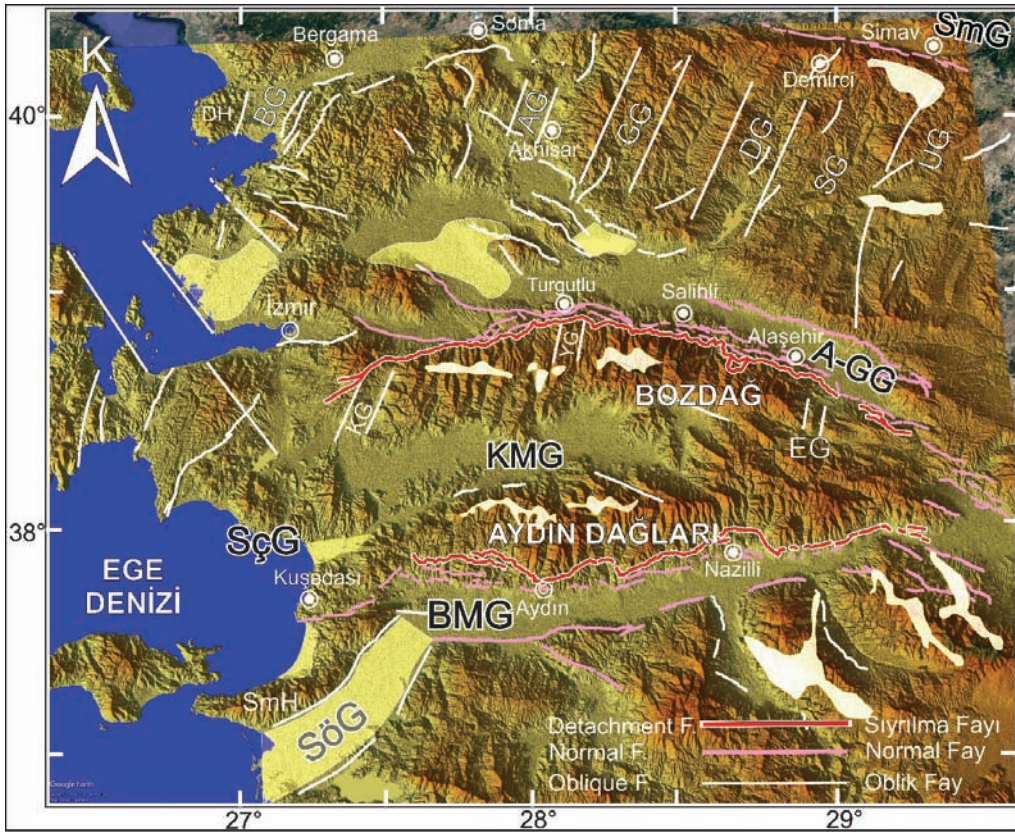 Soma
Bergama
Simav
SmG
K
Demirci
40°
DH
BG
AG
Akhisar
GG
DG
SG
UG
Turgutlu
Salihli
İzmir
Alaşehir
A-GG
YG
BOZDAĞ
KG
EG
KMG
38°
AYDIN DAĞLARI
SçG
Nazilli
EGE
DENİZİ
Kuşadası
Aydın
BMG
SmH
SöG
Detachment F.
Sıyrılma Fayı
Normal F.
Normal Fay
Oblique F.
Oblik Fay
Google Earth
27°
28°
29°